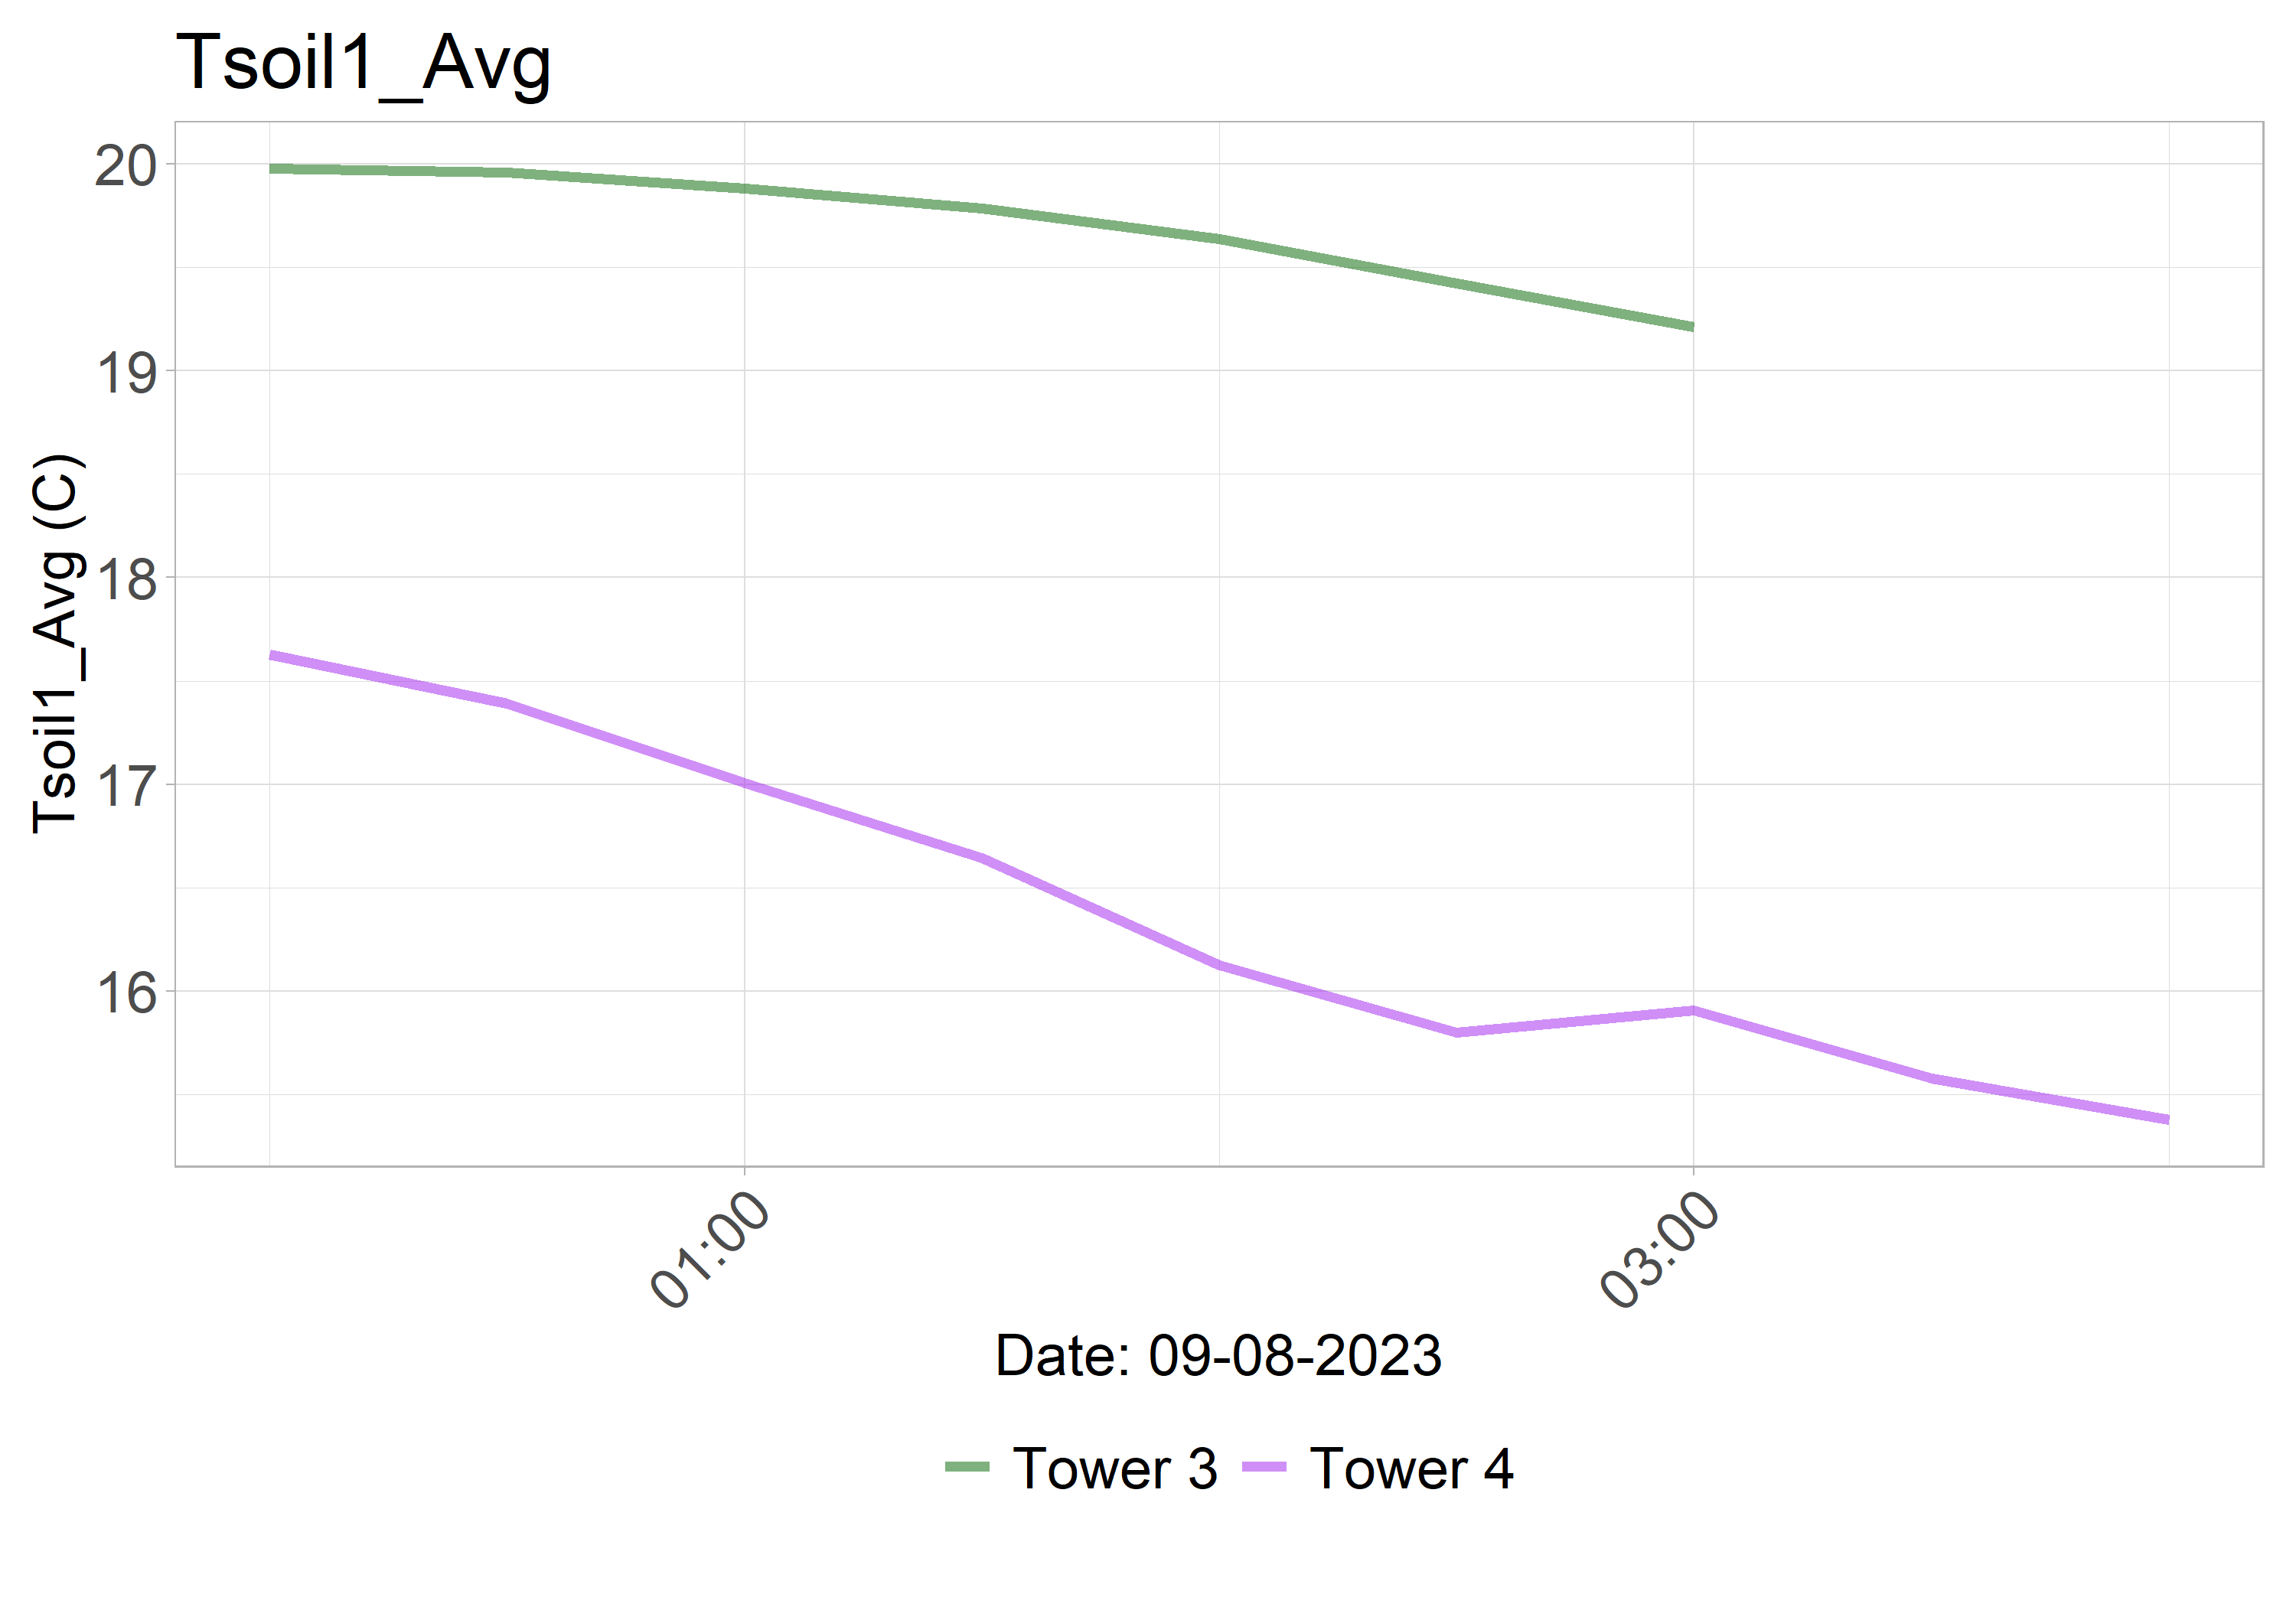 Tsoil1_Avg
Tsoil1_Avg (C)
20
19
18
17
16
01:00
03:00
Date: 09-08-2023
Tower 3
Tower 4